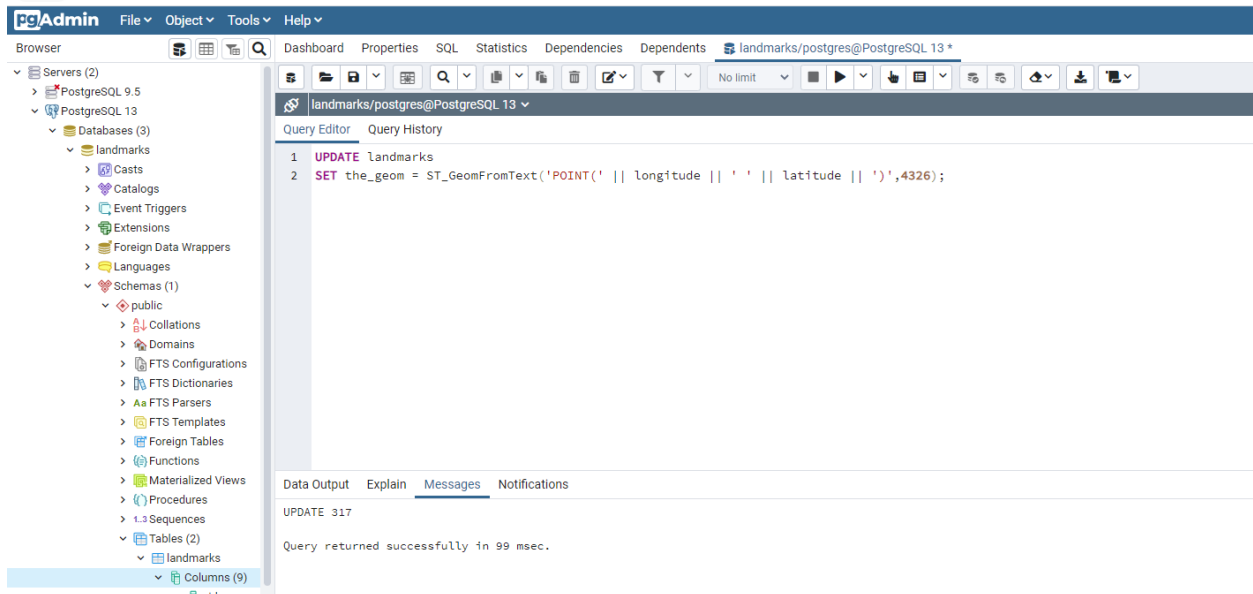 pgAdmin File Object Tools Help
Browser
Dashboard Properties SQL Statistics Dependencies Dependents landmarks/postgres@PostgreSQL 13 *
Servers (2)
PostgreSQL 9.5
PostgreSQL 13
Databases (3)
landmarks
Casts
Catalogs
Event Triggers
Extensions
Foreign Data Wrappers
Languages
Schemas (1)
public
Collations
Domains
FTS Configurations
FTS Dictionaries
Aa FTS Parsers
FTS Templates
Foreign Tables
Functions
Materialized Views
Procedures
1..3 Sequences
Tables (2)
landmarks
Columns (9)
No limit
landmarks/postgres@PostgreSQL 13
Query Editor Query History
1 UPDATE landmarks
2 SET the_geom = ST_GeomFromText('POINT(' || longitude || ' ' || latitude || ')',4326);
Data Output Explain Messages Notifications
UPDATE 317
Query returned successfully in 99 msec.